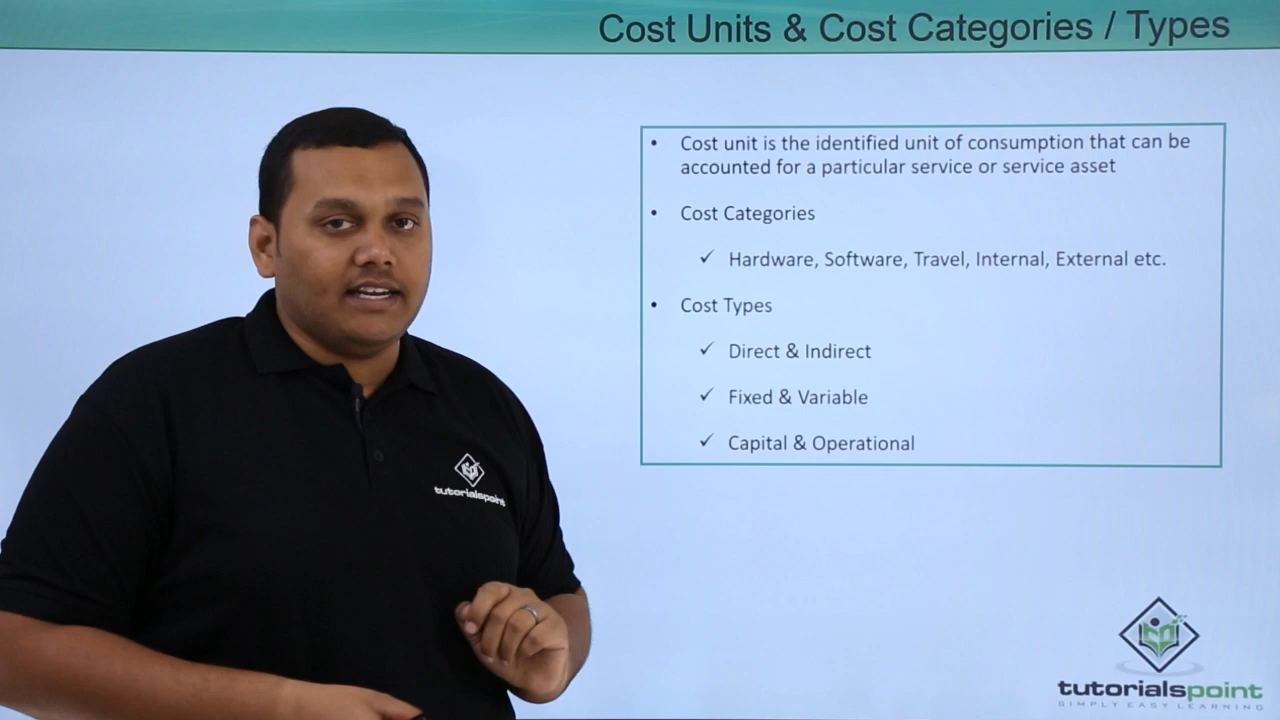 Cost Units & Cost Categories / Types
• Cost unit is the identified unit of consumption that can be
accounted for a particular service or service asset
• Cost Categories
✓ Hardware, Software, Travel, Internal, External etc.
• Cost Types
✓ Direct & Indirect
✓ Fixed & Variable
✓ Capital & Operational
tutorialspoint
tutorialspoint
SIMPLY EASY LEARNING